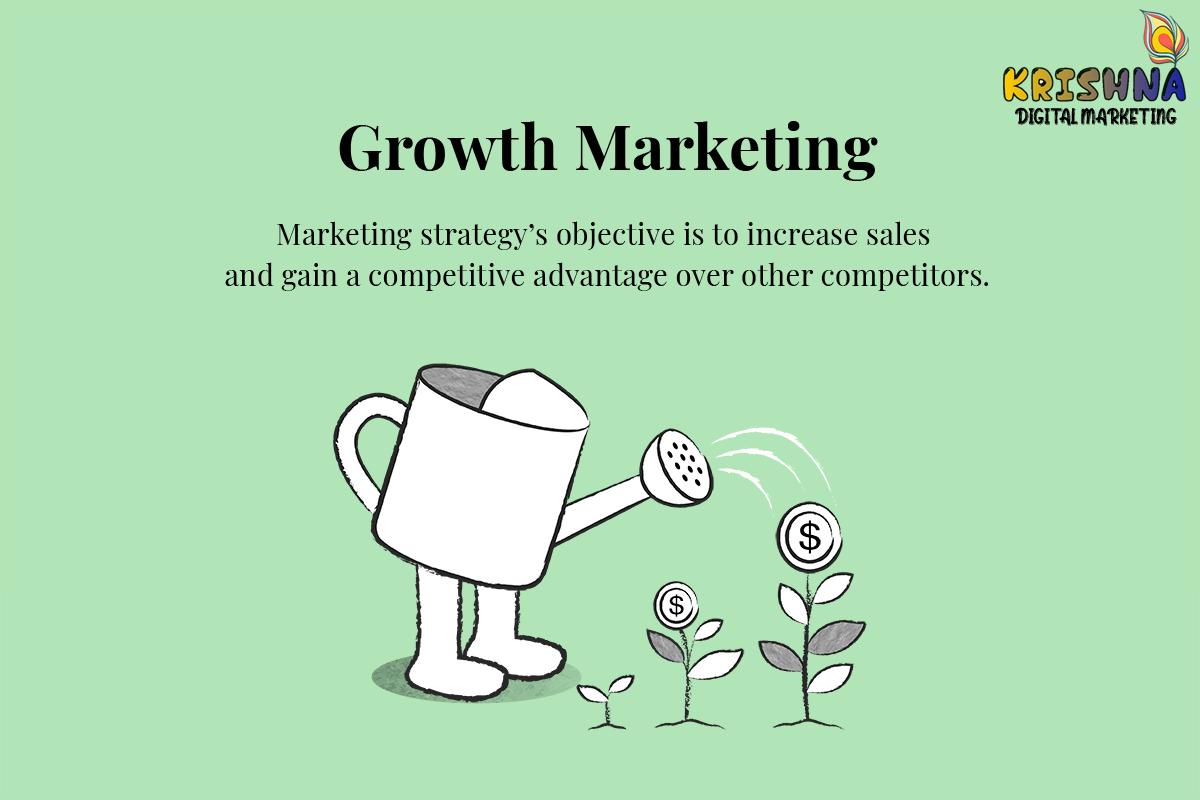 KRISHNA
DIGITAL MARKETING
Growth Marketing
Marketing strategy’s objective is to increase sales
and gain a competitive advantage over other competitors.
$
$